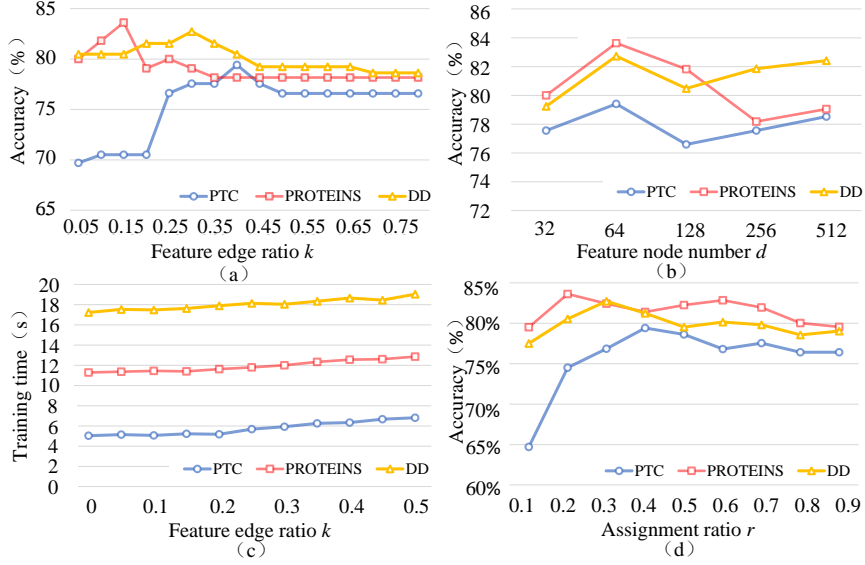 85
80
75
70
65
Accuracy（%）
PTC PROTEINS DD
0.05 0.15 0.25 0.35 0.45 0.55 0.65 0.75
Feature edge ratio k
（a）
86
84
82
80
78
76
74
72
Accuracy（%）
PTC PROTEINS DD
32 64 128 256 512
Feature node number d
（b）
20
18
16
14
12
10
8
6
4
2
0
Training time（s）
PTC PROTEINS DD
0 0.1 0.2 0.3 0.4 0.5
Feature edge ratio k
（c）
85%
80%
75%
70%
65%
60%
Accuracy（%）
PTC PROTEINS DD
0.1 0.2 0.3 0.4 0.5 0.6 0.7 0.8 0.9
Assignment ratio r
（d）